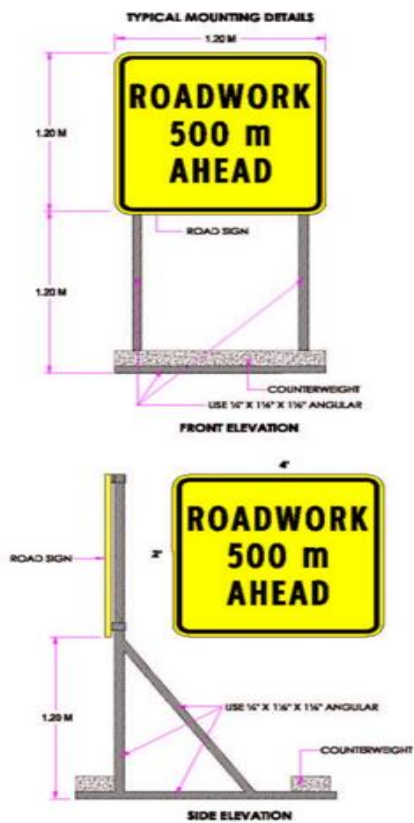 TYPICAL MOUNTING DETAILS
1.20 M
ROADWORK
500 m
AHEAD
1.20 M
ROAD SIGN
1.20 M
COUNTERWEIGHT
USE ¼" X 1½" X 1½" ANGULAR
FRONT ELEVATION
4'
ROADWORK
500 m
AHEAD
ROAD SIGN
1.20 M
USE ¼" X 1½" X 1½" ANGULAR
COUNTERWEIGHT
SIDE ELEVATION